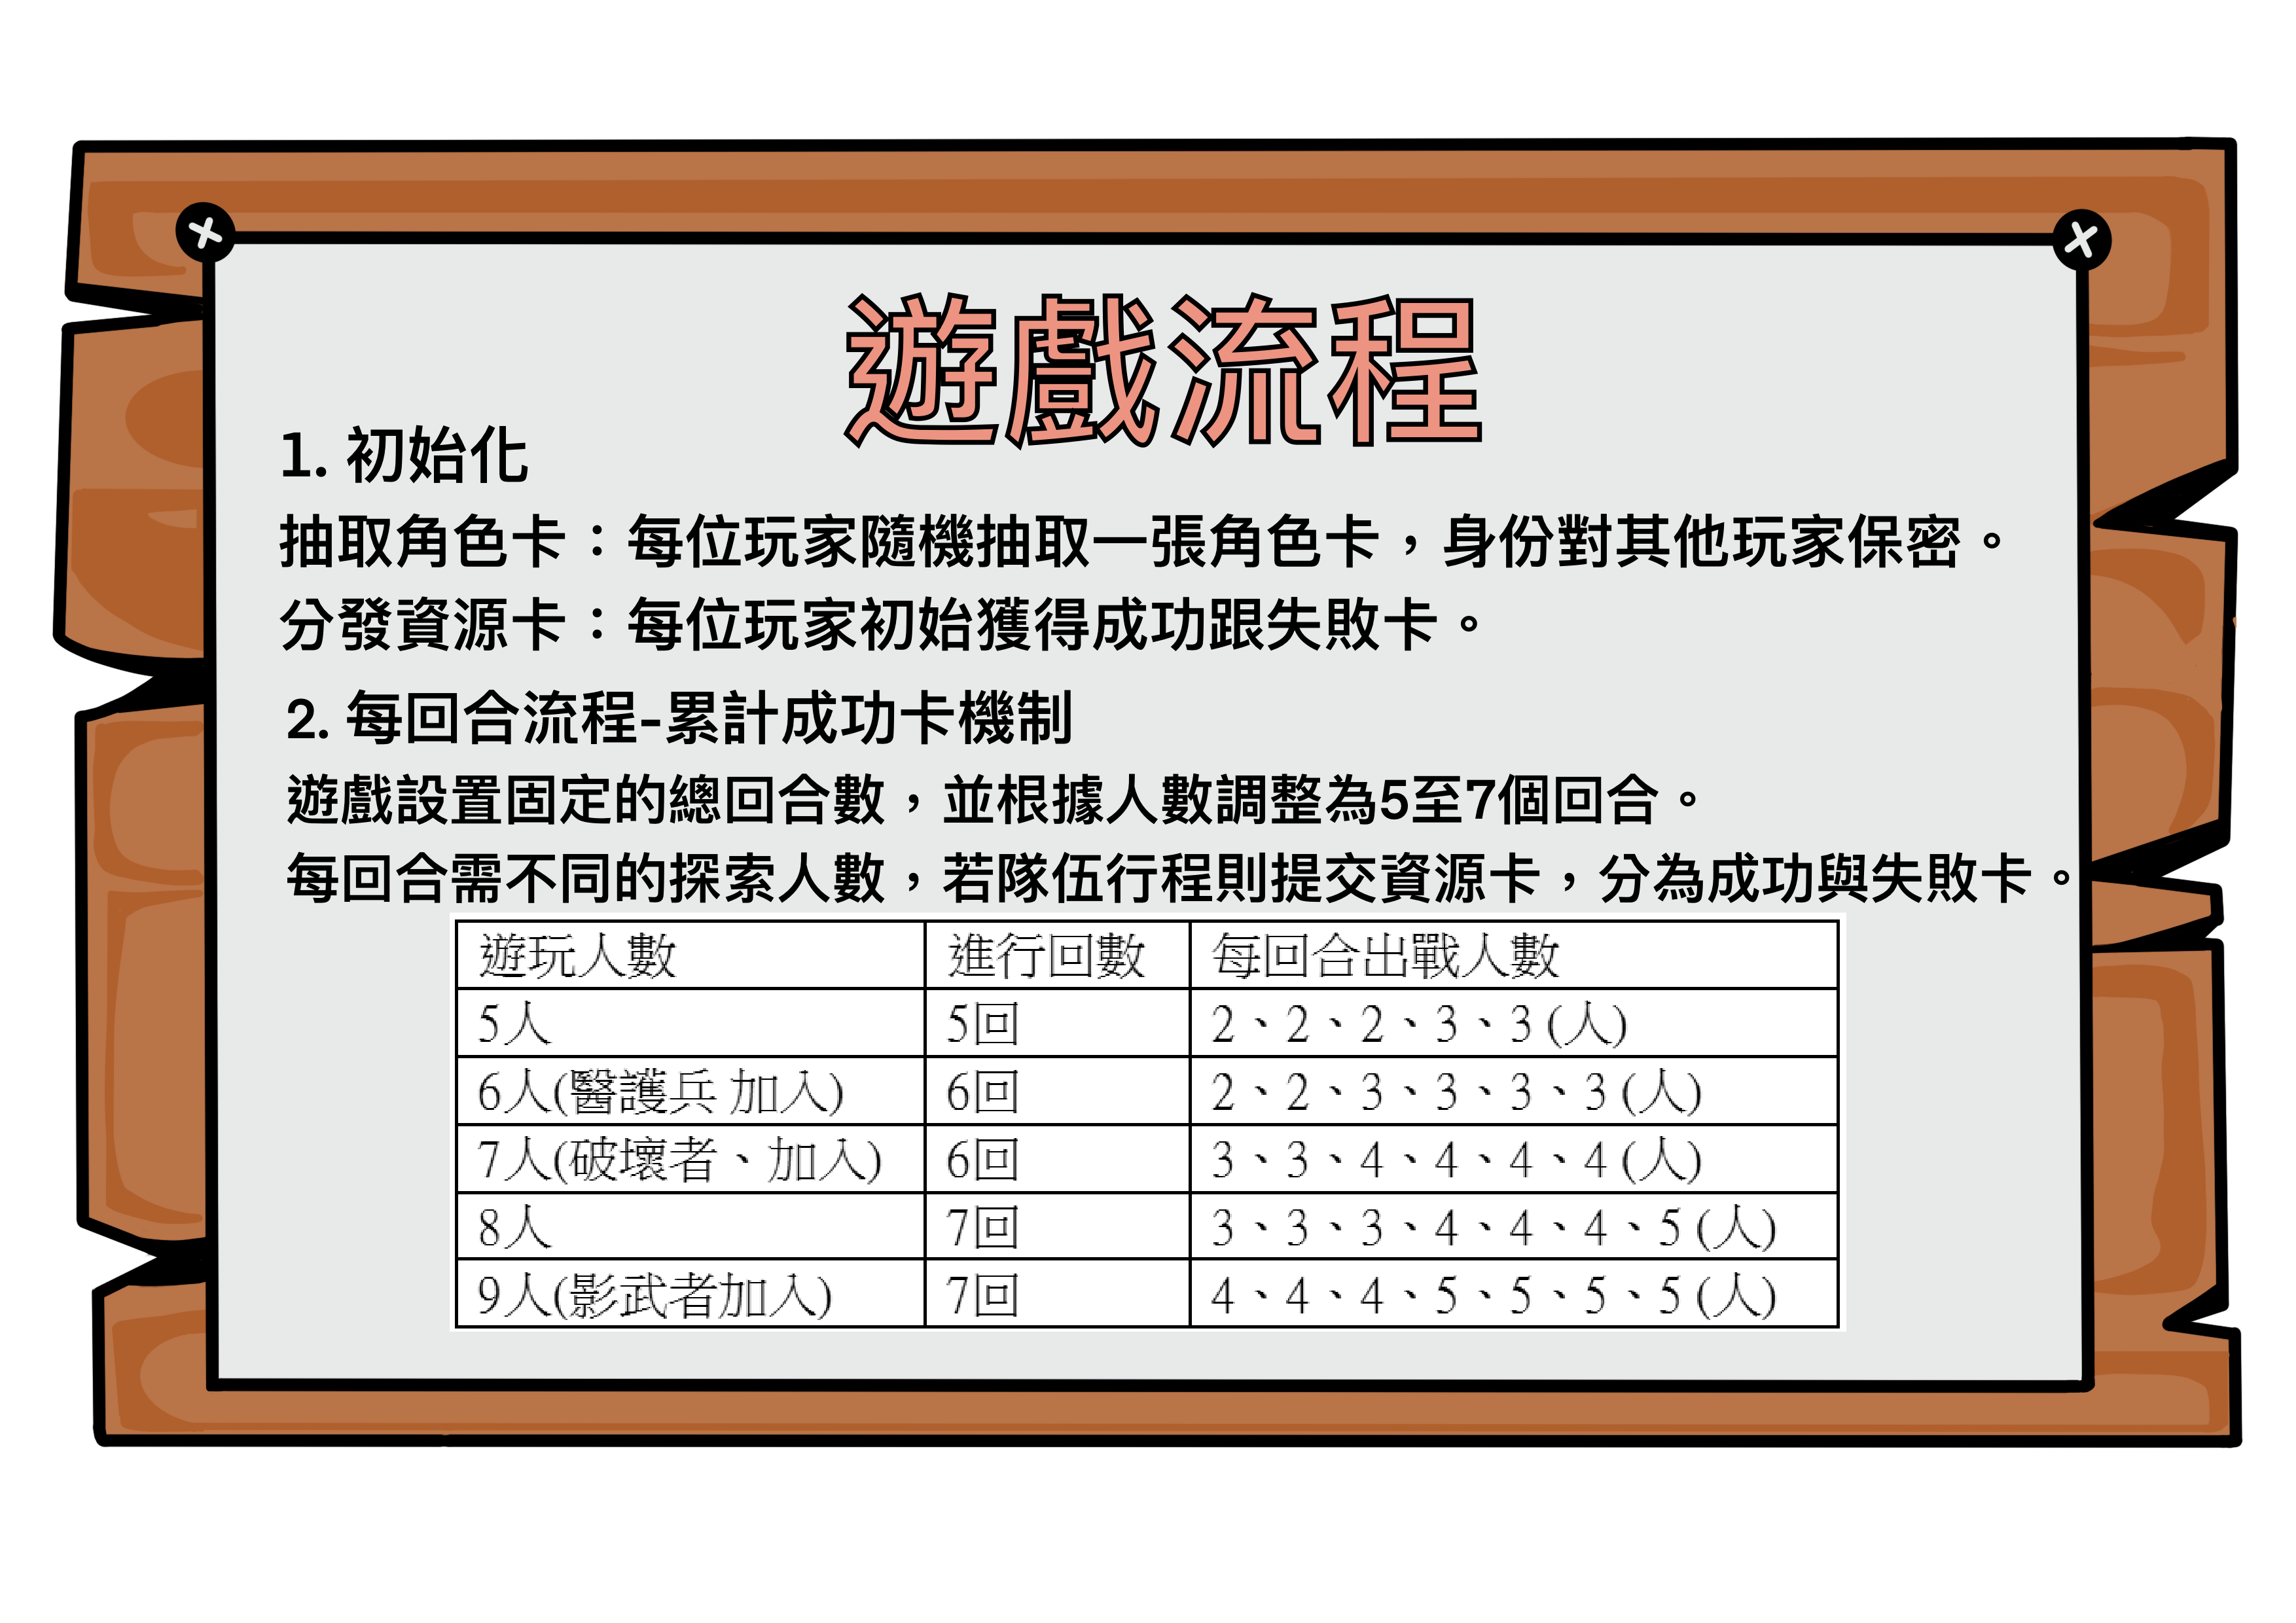 遊戲流程
1. 初始化
抽取角色卡：每位玩家隨機抽取一張角色卡，身份對其他玩家保密。
分發資源卡：每位玩家初始獲得成功跟失敗卡。
2. 每回合流程-累計成功卡機制
遊戲設置固定的總回合數，並根據人數調整為5至7個回合。
每回合需不同的探索人數，若隊伍行程則提交資源卡，分為成功與失敗卡。
遊玩人數 進行回數 每回合出戰人數
5人 5回 2、2、2、3、3 (人)
6人(醫護兵 加入) 6回 2、2、3、3、3、3 (人)
7人(破壞者、加入) 6回 3、3、4、4、4、4 (人)
8人 7回 3、3、3、4、4、4、5 (人)
9人(影武者加入) 7回 4、4、4、5、5、5、5 (人)